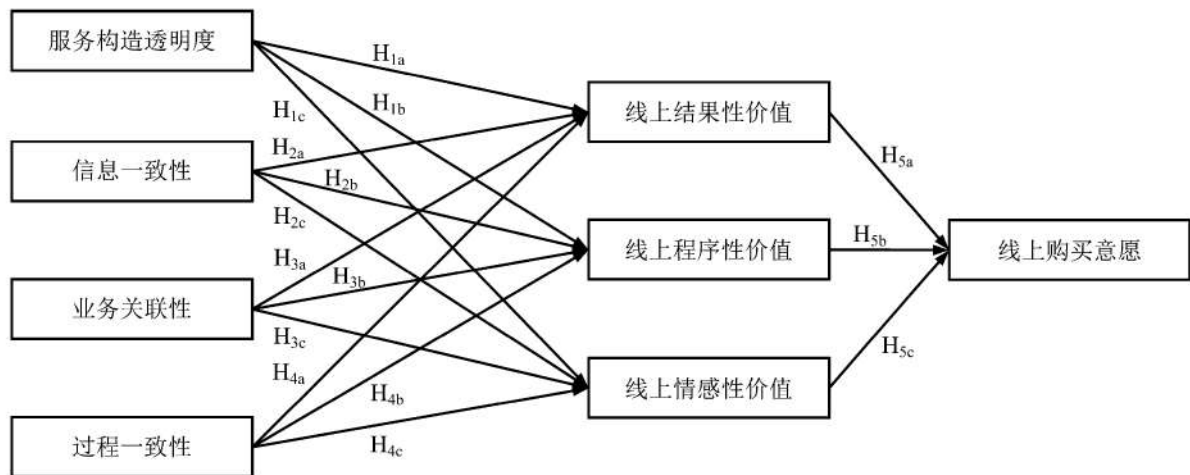 服务构造透明度
信息一致性
业务关联性
过程一致性
H1a
H1b
H1c
H2a
H2b
H2c
H3a
H3b
H3c
H4a
H4b
H4c
线上结果性价值
线上程序性价值
线上情感性价值
H5a
H5b
H5c
线上购买意愿